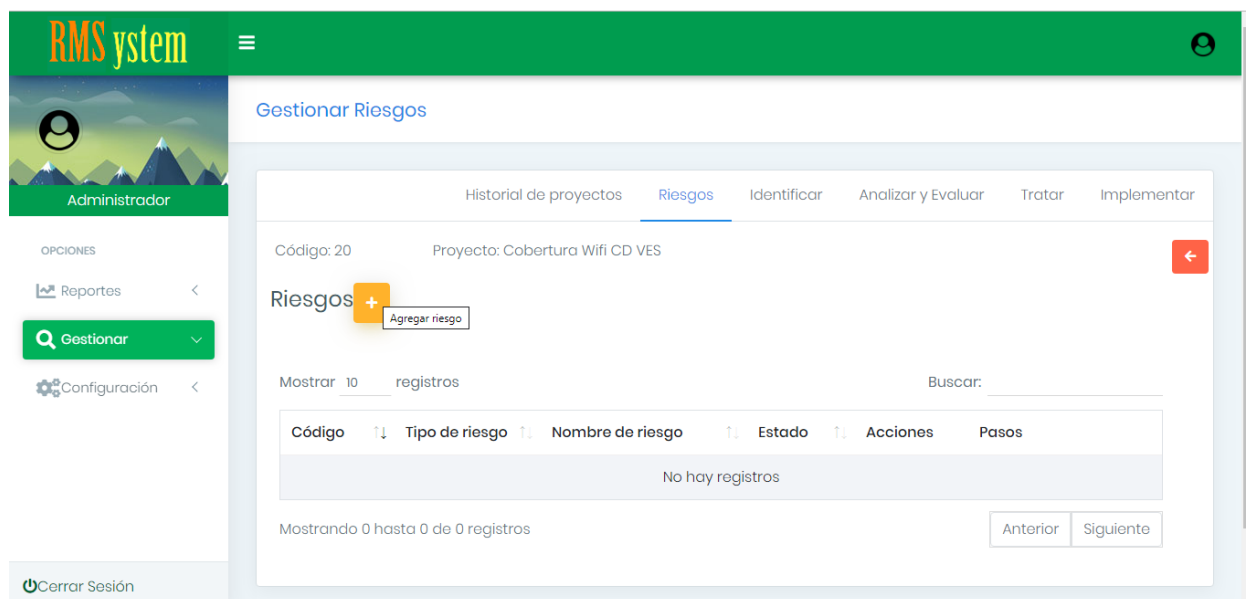 RMSystem
Gestionar Riesgos
Administrador
OPCIONES
Reportes
Gestionar
Configuración
Cerrar Sesión
Historial de proyectos Riesgos Identificar Analizar y Evaluar Tratar Implementar
Código: 20 Proyecto: Cobertura Wifi CD VES
Riesgos +
Agregar riesgo
Mostrar 10 registros Buscar:
Código Tipo de riesgo Nombre de riesgo Estado Acciones Pasos
No hay registros
Mostrando 0 hasta 0 de 0 registros Anterior Siguiente